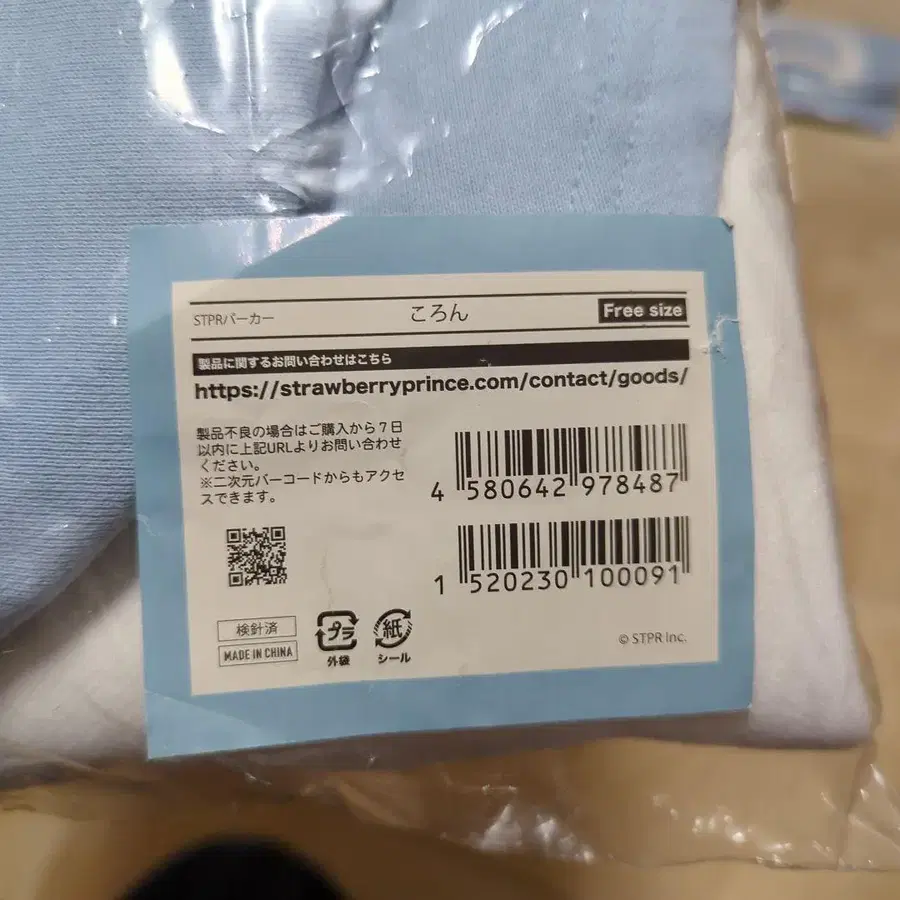 STPRパーカー ころん Free size
製品に関するお問い合わせはこちら
https://strawberryprince.com/contact/goods/
製品不良の場合はご購入から7日
以内に上記URLよりお問い合わせ
ください。
※二次元バーコードからもアクセ
スできます。
4 580642 978487
1 520230 100091
検針済
MADE IN CHINA
プラ
外袋
紙
シール
© STPR Inc.